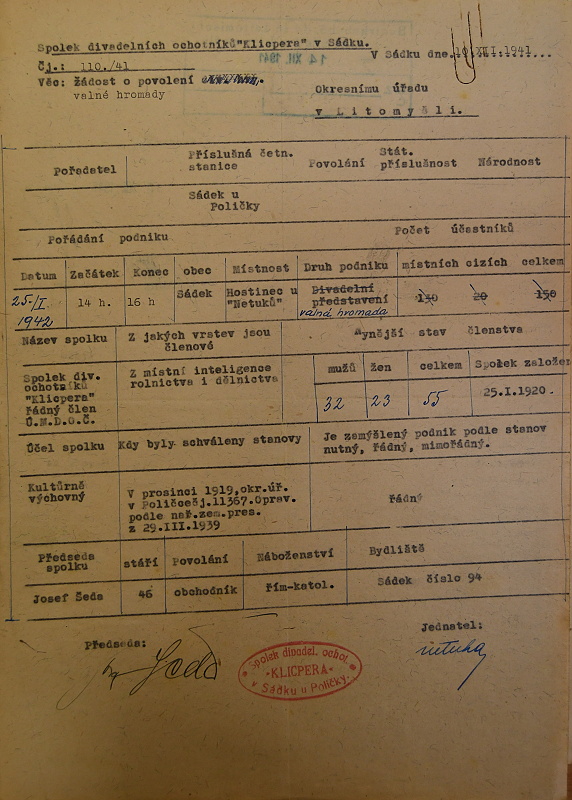 Spolek divadelních ochotníků"Klicpera" v Sádku.
V Sádku dne 10.XII.1941
14 XII. 1941
Čj.: 110./41
Věc: žádost o povolení
valné hromady
Okresnímu úřadu
v Litomyšli.
Pořadatel Příslušná četn. stanice Povolání Stát. příslušnost Národnost
Sádek u
Poličky
Pořádání podniku Počet účastníků
Datum Začátek Konec obec Místnost Druh podniku místních cizích celkem
25./I 1942 14 h. 16 h Sádek Hostinec u "Netuků" Divadelní představení valná hromada 130 20 150
Název spolku Z jakých vrstev jsou členové Nynější stav členstva
Spolek div. ochotníků "Klicpera" řádný člen Ú.M.D.O.Č. Z místní inteligence rolnictva i dělnictva
mužů žen celkem Spolek založen
32 23 55 25.I.1920.
Účel spolku Kdy byly schváleny stanovy Je zamýšlený podnik podle stanov nutný, řádný, mimořádný.
Kulturně výchovný V prosinci 1919,okr.úř. v Poličcečj.11367.Oprav. podle nař.zem.pres. z 29.III.1939 řádný
Předseda spolku stáří Povolání Náboženství Bydliště
Josef Šeda 46 obchodník řím-katol. Sádek číslo 94
Předseda: Jednatel:
Spolek divadel. ochot.
·KLICPERA·
v Sádku u Poličky.
Netuka